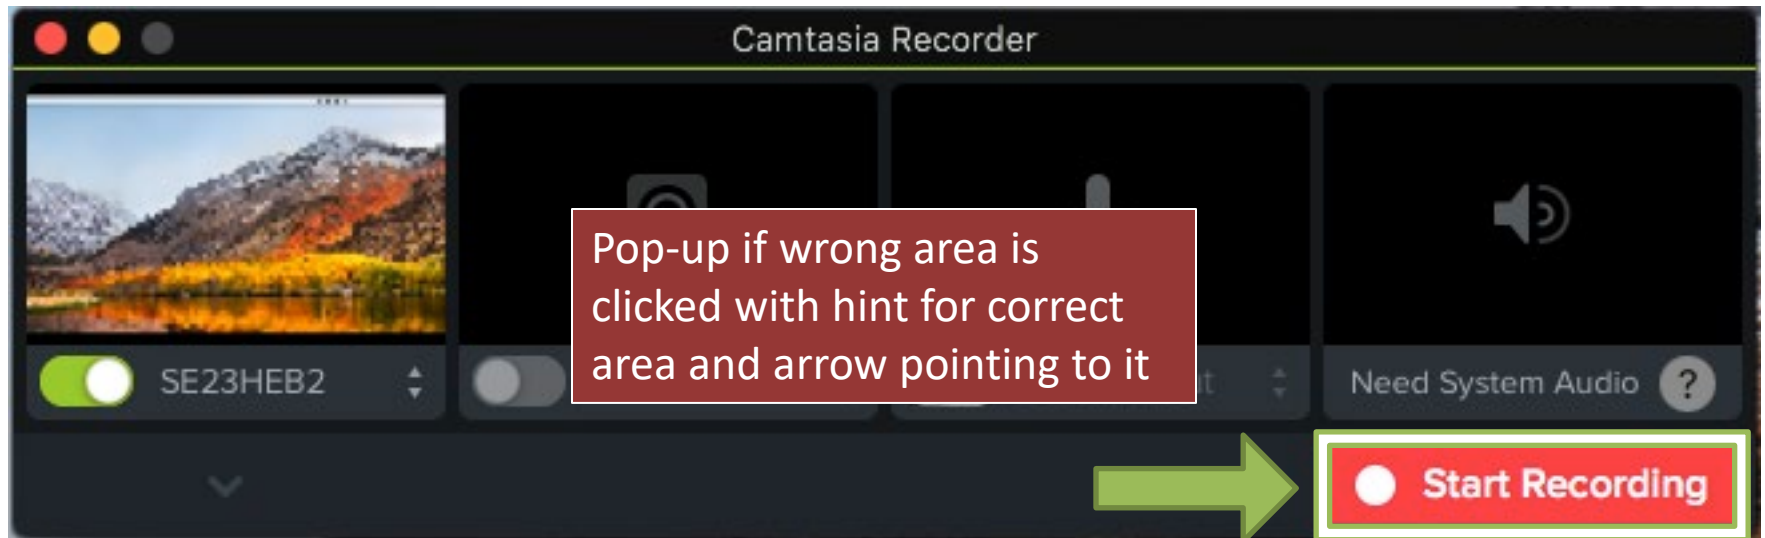 Camtasia Recorder
Pop-up if wrong area is
clicked with hint for correct
area and arrow pointing to it
SE23HEB2
Need System Audio ?
Start Recording